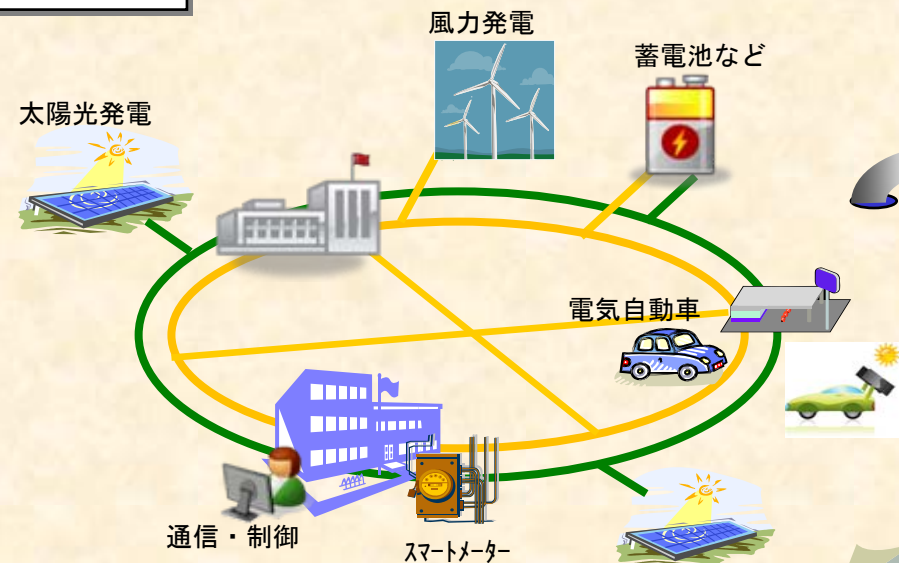 風力発電
蓄電池など
太陽光発電
電気自動車
通信・制御
ｽﾏｰﾄﾒｰﾀｰ